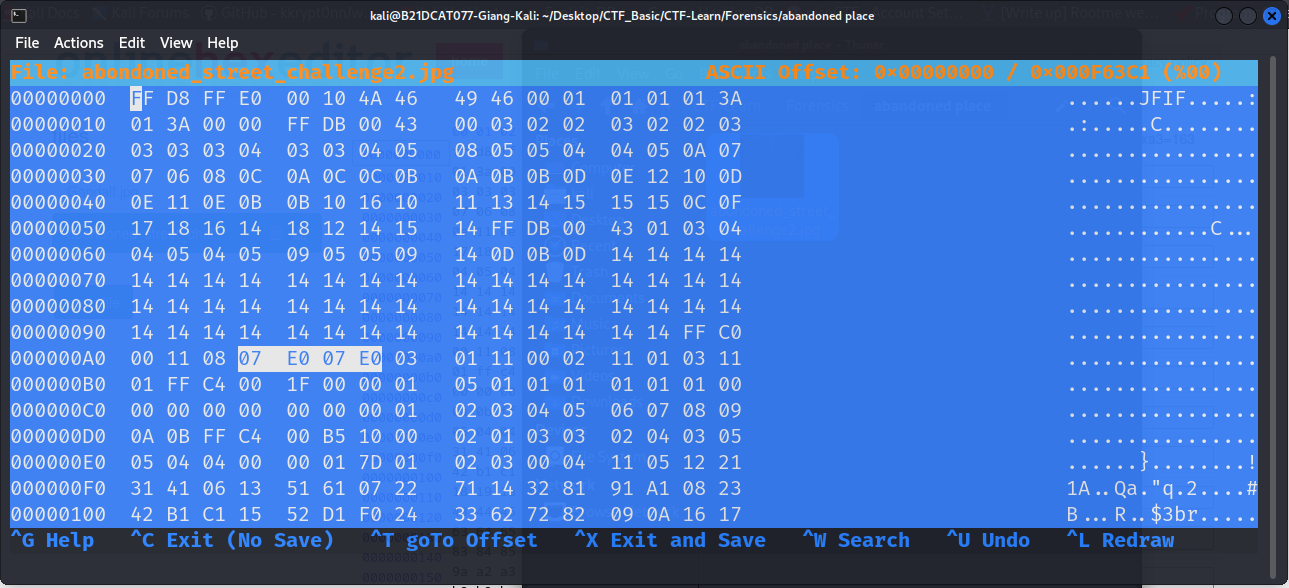 kali@B21DCAT077-Giang-Kali: ~/Desktop/CTF_Basic/CTF-Learn/Forensics/abandoned place
File Actions Edit View Help
File: abondoned_street_challenge2.jpg ASCII Offset: 0x00000000 / 0x000F63C1 (%00)
00000000 FF D8 FF E0 00 10 4A 46 49 46 00 01 01 01 01 3A ......JFIF.....:
00000010 01 3A 00 00 FF DB 00 43 00 03 02 02 03 02 02 03 .:.....C........
00000020 03 03 03 04 03 03 04 05 08 05 05 04 04 05 0A 07 ................
00000030 07 06 08 0C 0A 0C 0C 0B 0A 0B 0B 0D 0E 12 10 0D ................
00000040 0E 11 0E 0B 0B 10 16 10 11 13 14 15 15 15 0C 0F ................
00000050 17 18 16 14 18 12 14 15 14 FF DB 00 43 01 03 04 ............C...
00000060 04 05 04 05 09 05 05 09 14 0D 0B 0D 14 14 14 14 ................
00000070 14 14 14 14 14 14 14 14 14 14 14 14 14 14 14 14 ................
00000080 14 14 14 14 14 14 14 14 14 14 14 14 14 14 14 14 ................
00000090 14 14 14 14 14 14 14 14 14 14 14 14 14 14 FF C0 ................
000000A0 00 11 08 07 E0 07 E0 03 01 11 00 02 11 01 03 11 ................
000000B0 01 FF C4 00 1F 00 00 01 05 01 01 01 01 01 01 00 ................
000000C0 00 00 00 00 00 00 00 01 02 03 04 05 06 07 08 09 ................
000000D0 0A 0B FF C4 00 B5 10 00 02 01 03 03 02 04 03 05 ................
000000E0 05 04 04 00 00 01 7D 01 02 03 00 04 11 05 12 21 ......}........!
000000F0 31 41 06 13 51 61 07 22 71 14 32 81 91 A1 08 23 1A..Qa."q.2....#
00000100 42 B1 C1 15 52 D1 F0 24 33 62 72 82 09 0A 16 17 B...R..$3br.....
^G Help ^C Exit (No Save) ^T goTo Offset ^X Exit and Save ^W Search ^U Undo ^L Redraw